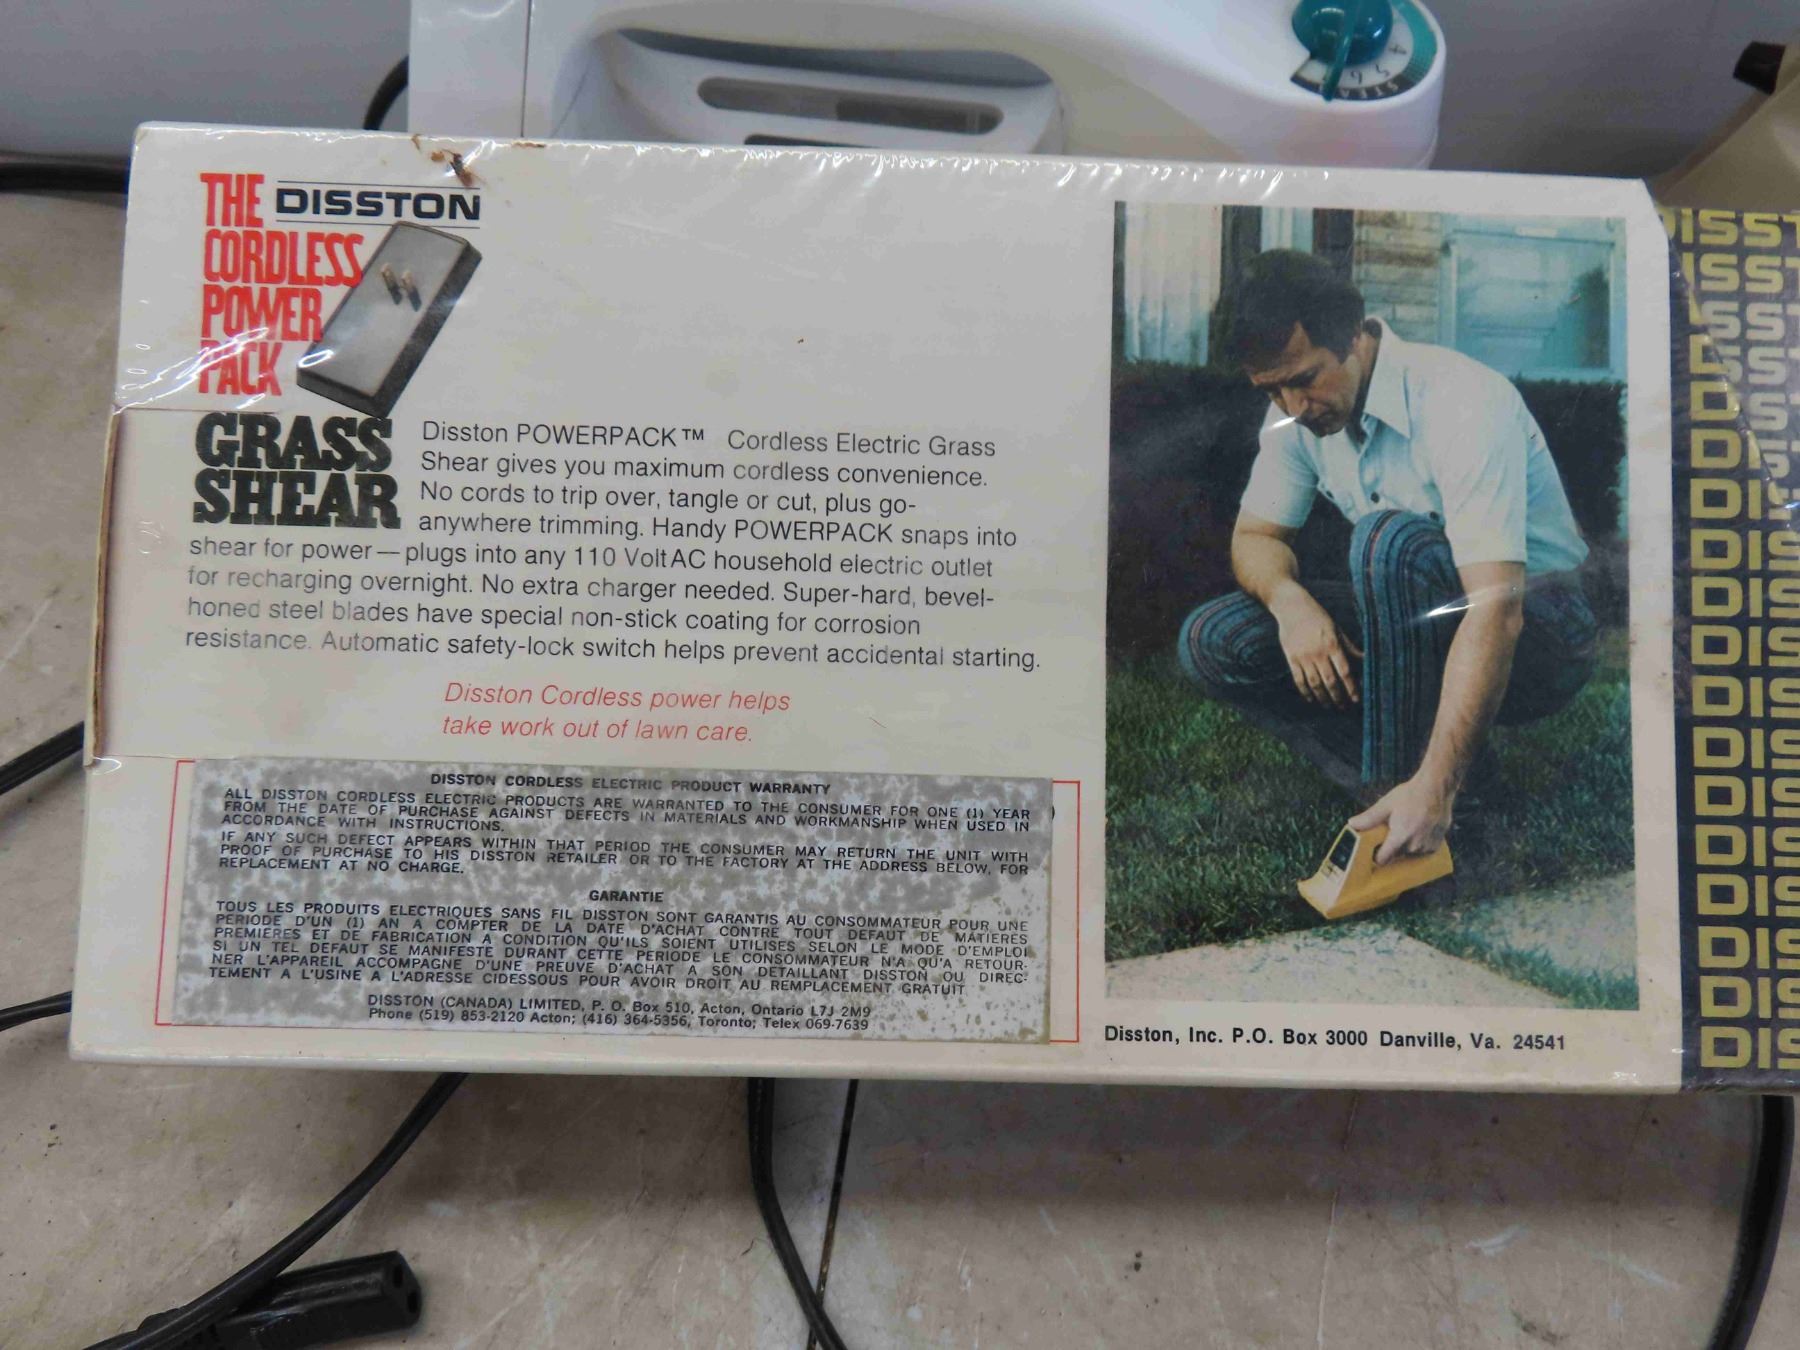 THE DISSTON
CORDLESS
POWER
PACK
GRASS
SHEAR
Disston POWERPACK™ Cordless Electric Grass
Shear gives you maximum cordless convenience.
No cords to trip over, tangle or cut, plus go-
anywhere trimming. Handy POWERPACK snaps into
shear for power—plugs into any 110 Volt AC household electric outlet
for recharging overnight. No extra charger needed. Super-hard, bevel-
honed steel blades have special non-stick coating for corrosion
resistance. Automatic safety-lock switch helps prevent accidental starting.
Disston Cordless power helps
take work out of lawn care.
DISSTON CORDLESS ELECTRIC PRODUCT WARRANTY
ALL DISSTON CORDLESS ELECTRIC PRODUCTS ARE WARRANTED TO THE CONSUMER FOR ONE (1) YEAR
FROM THE DATE OF PURCHASE AGAINST DEFECTS IN MATERIALS AND WORKMANSHIP WHEN USED IN
ACCORDANCE WITH INSTRUCTIONS.
IF ANY SUCH DEFECT APPEARS WITHIN THAT PERIOD THE CONSUMER MAY RETURN THE UNIT WITH
PROOF OF PURCHASE TO HIS DISSTON RETAILER OR TO THE FACTORY AT THE ADDRESS BELOW, FOR
REPLACEMENT AT NO CHARGE.
GARANTIE
TOUS LES PRODUITS ELECTRIQUES SANS FIL DISSTON SONT GARANTIS AU CONSOMMATEUR POUR UNE
PERIODE D'UN (1) AN A COMPTER DE LA DATE D'ACHAT CONTRE TOUT DEFAUT DE MATIERES
PREMIERES ET DE FABRICATION A CONDITION QU'ILS SOIENT UTILISES SELON LE MODE D'EMPLOI
SI UN TEL DEFAUT SE MANIFESTE DURANT CETTE PERIODE LE CONSOMMATEUR N'A QU'A RETOUR-
NER L'APPAREIL ACCOMPAGNE D'UNE PREUVE D'ACHAT A SON DETAILLANT DISSTON OU DIREC-
TEMENT A L'USINE A L'ADRESSE CIDESSOUS POUR AVOIR DROIT AU REMPLACEMENT GRATUIT
DISSTON (CANADA) LIMITED, P. O. Box 510, Acton, Ontario L7J 2M9
Phone (519) 853-2120 Acton; (416) 364-5356, Toronto; Telex 069-7639
Disston, Inc. P.O. Box 3000 Danville, Va. 24541